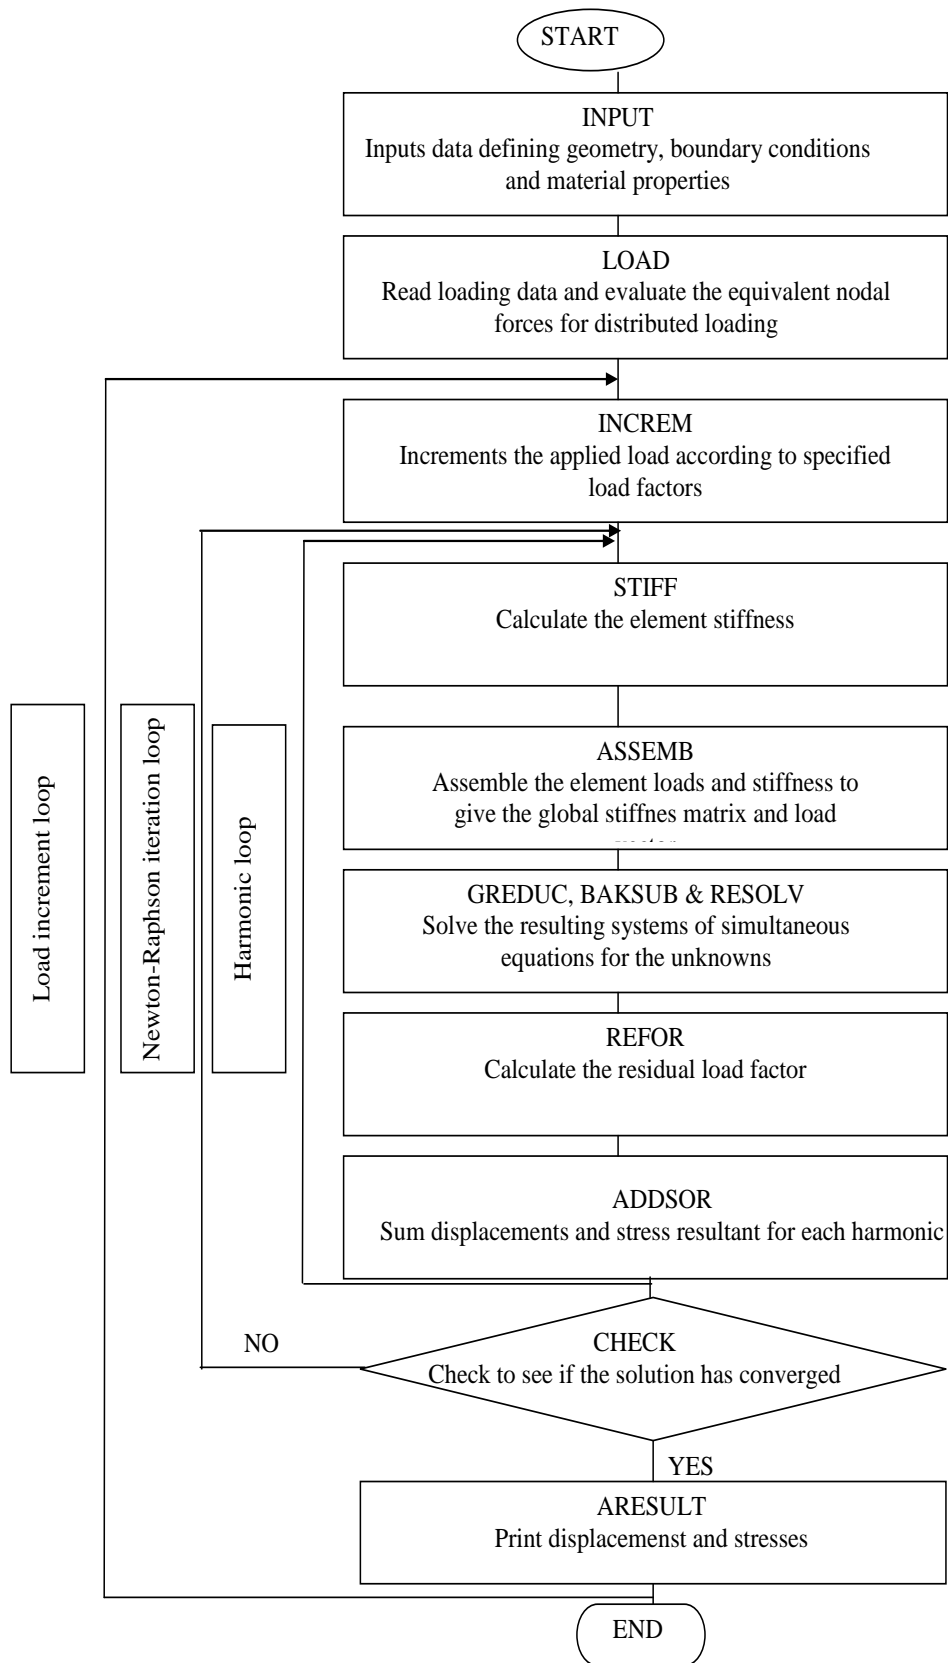 START
INPUT
Inputs data defining geometry, boundary conditions
and material properties
LOAD
Read loading data and evaluate the equivalent nodal
forces for distributed loading
INCREM
Increments the applied load according to specified
load factors
STIFF
Calculate the element stiffness
ASSEMB
Assemble the element loads and stiffness to
give the global stiffnes matrix and load
GREDUC, BAKSUB & RESOLV
Solve the resulting systems of simultaneous
equations for the unknowns
REFOR
Calculate the residual load factor
ADDSOR
Sum displacements and stress resultant for each harmonic
CHECK
Check to see if the solution has converged
NO
YES
ARESULT
Print displacemenst and stresses
END
Load increment loop
Newton-Raphson iteration loop
Harmonic loop